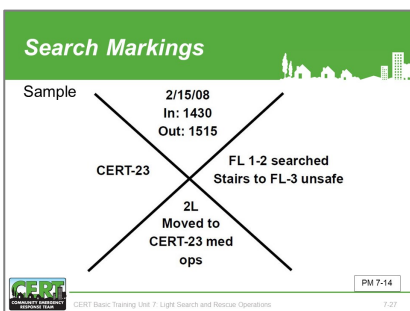 Search Markings
Sample
2/15/08
In: 1430
Out: 1515
CERT-23
FL 1-2 searched
Stairs to FL-3 unsafe
2L
Moved to
CERT-23 med
ops
PM 7-14
CERT
COMMUNITY EMERGENCY
RESPONSE TEAM
CERT Basic Training Unit 7: Light Search and Rescue Operations
7-27